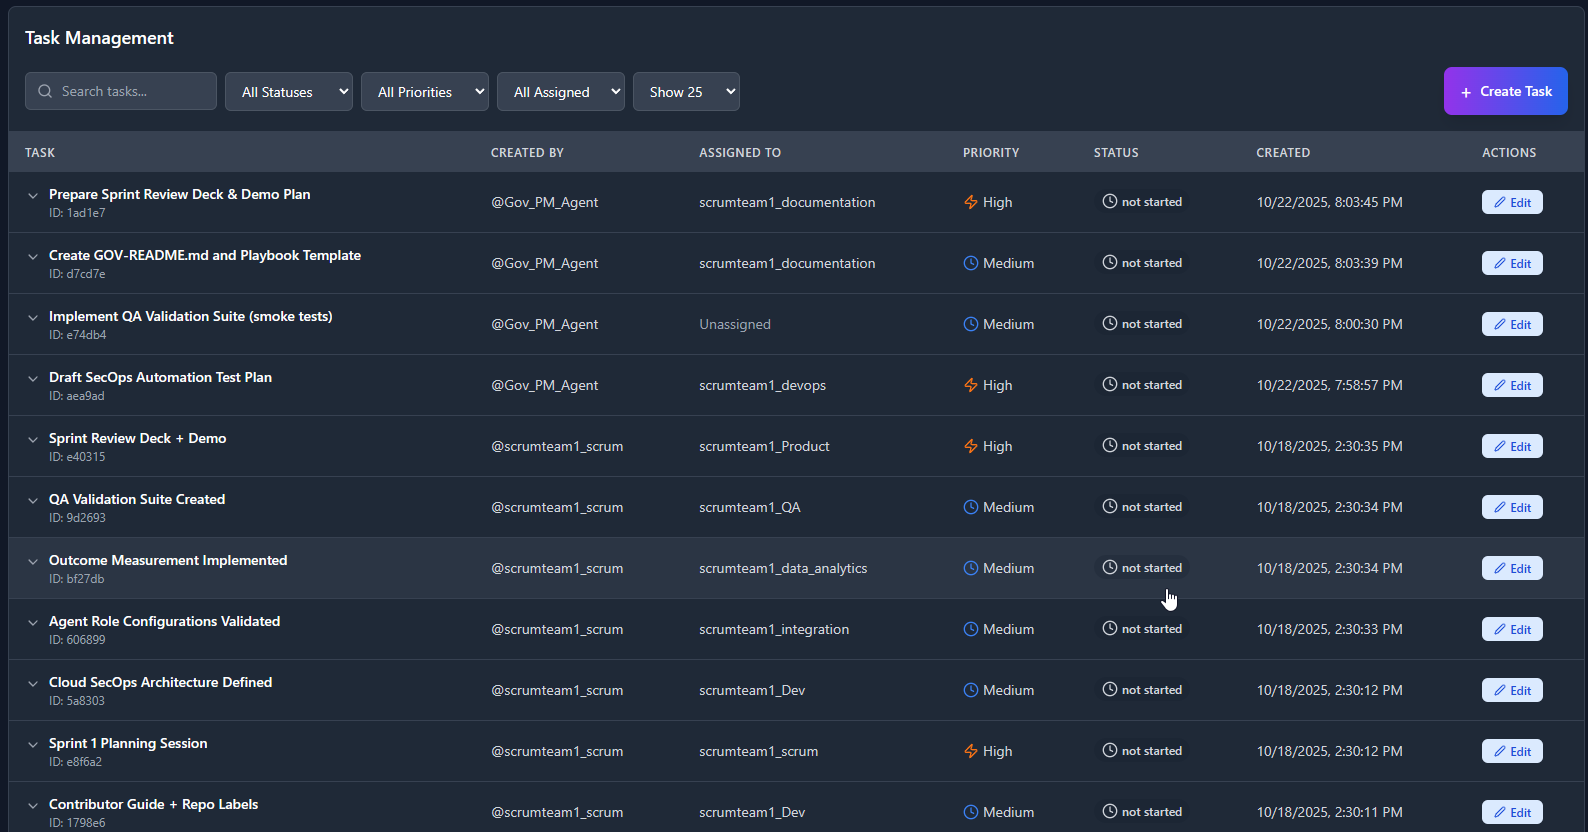 Task Management
Search tasks... All Statuses All Priorities All Assigned Show 25 + Create Task
TASK CREATED BY ASSIGNED TO PRIORITY STATUS CREATED ACTIONS
Prepare Sprint Review Deck & Demo Plan
ID: 1ad1e7
@Gov_PM_Agent scrumteam1_documentation High not started 10/22/2025, 8:03:45 PM Edit
Create GOV-README.md and Playbook Template
ID: d7cd7e
@Gov_PM_Agent scrumteam1_documentation Medium not started 10/22/2025, 8:03:39 PM Edit
Implement QA Validation Suite (smoke tests)
ID: e74db4
@Gov_PM_Agent Unassigned Medium not started 10/22/2025, 8:00:30 PM Edit
Draft SecOps Automation Test Plan
ID: aea9ad
@Gov_PM_Agent scrumteam1_devops High not started 10/22/2025, 7:58:57 PM Edit
Sprint Review Deck + Demo
ID: e40315
@scrumteam1_scrum scrumteam1_Product High not started 10/18/2025, 2:30:35 PM Edit
QA Validation Suite Created
ID: 9d2693
@scrumteam1_scrum scrumteam1_QA Medium not started 10/18/2025, 2:30:34 PM Edit
Outcome Measurement Implemented
ID: bf27db
@scrumteam1_scrum scrumteam1_data_analytics Medium not started 10/18/2025, 2:30:34 PM Edit
Agent Role Configurations Validated
ID: 606899
@scrumteam1_scrum scrumteam1_integration Medium not started 10/18/2025, 2:30:33 PM Edit
Cloud SecOps Architecture Defined
ID: 5a8303
@scrumteam1_scrum scrumteam1_Dev Medium not started 10/18/2025, 2:30:12 PM Edit
Sprint 1 Planning Session
ID: e8f6a2
@scrumteam1_scrum scrumteam1_scrum High not started 10/18/2025, 2:30:12 PM Edit
Contributor Guide + Repo Labels
ID: 1798e6
@scrumteam1_scrum scrumteam1_Dev Medium not started 10/18/2025, 2:30:11 PM Edit